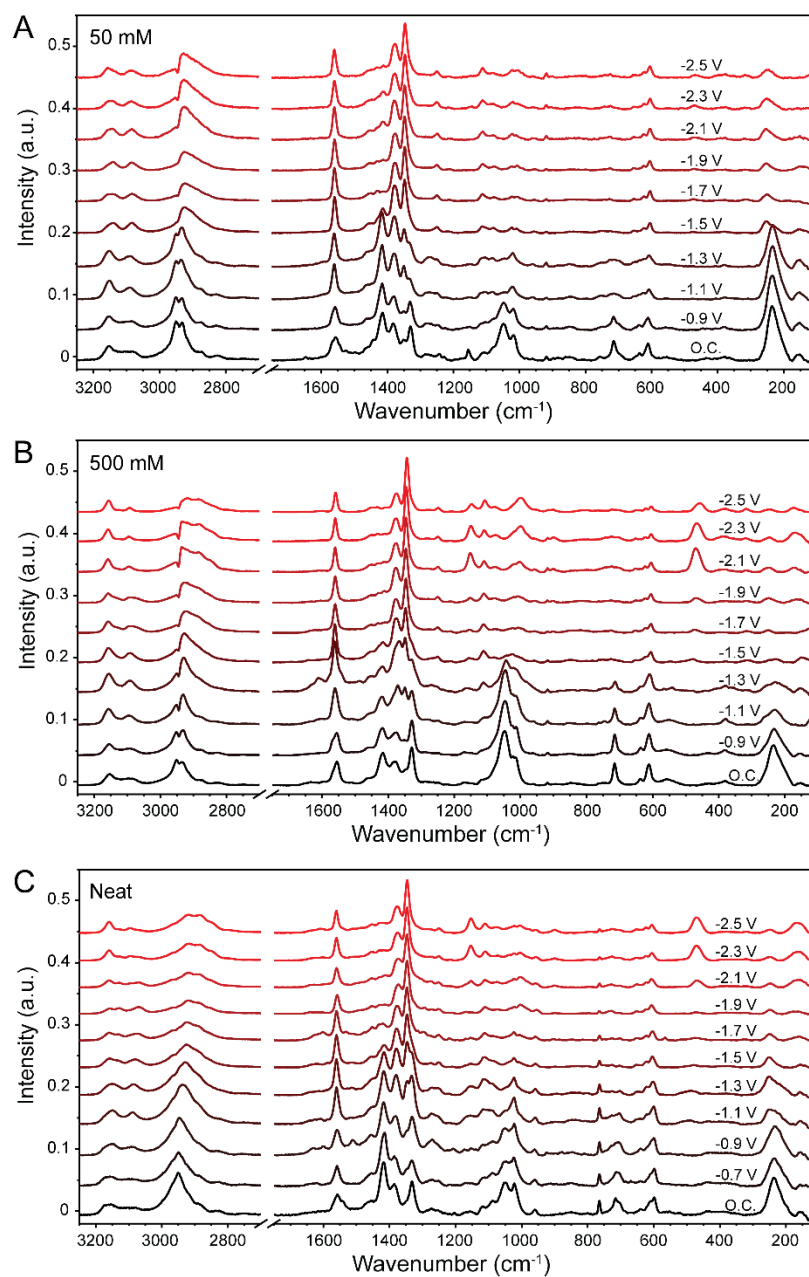 A
50 mM
Intensity (a.u.)
0.5
0.4
0.3
0.2
0.1
0
-2.5 V
-2.3 V
-2.1 V
-1.9 V
-1.7 V
-1.5 V
-1.3 V
-1.1 V
-0.9 V
O.C.
3200 3000 2800 1600 1400 1200 1000 800 600 400 200
Wavenumber (cm⁻¹)
B
500 mM
Intensity (a.u.)
0.5
0.4
0.3
0.2
0.1
0
-2.5 V
-2.3 V
-2.1 V
-1.9 V
-1.7 V
-1.5 V
-1.3 V
-1.1 V
-0.9 V
O.C.
3200 3000 2800 1600 1400 1200 1000 800 600 400 200
Wavenumber (cm⁻¹)
C
Neat
Intensity (a.u.)
0.5
0.4
0.3
0.2
0.1
0
-2.5 V
-2.3 V
-2.1 V
-1.9 V
-1.7 V
-1.5 V
-1.3 V
-1.1 V
-0.9 V
-0.7 V
O.C.
3200 3000 2800 1600 1400 1200 1000 800 600 400 200
Wavenumber (cm⁻¹)